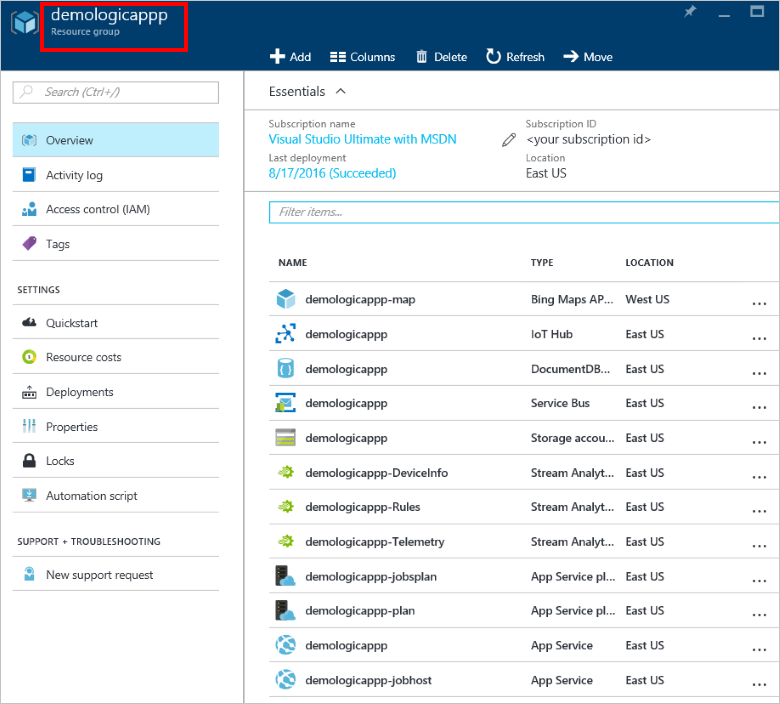 demologicappp
Resource group
Add Columns Delete Refresh Move
Search (Ctrl+/)
Overview
Activity log
Access control (IAM)
Tags
SETTINGS
Quickstart
Resource costs
Deployments
Properties
Locks
Automation script
SUPPORT + TROUBLESHOOTING
New support request
Essentials
Subscription name Subscription ID
Visual Studio Ultimate with MSDN <your subscription id>
Last deployment Location
8/17/2016 (Succeeded) East US
Filter items...
NAME TYPE LOCATION
demologicappp-map Bing Maps AP... West US ...
demologicappp IoT Hub East US ...
demologicappp DocumentDB... East US ...
demologicappp Service Bus East US ...
demologicappp Storage accou... East US ...
demologicappp-DeviceInfo Stream Analyt... East US ...
demologicappp-Rules Stream Analyt... East US ...
demologicappp-Telemetry Stream Analyt... East US ...
demologicappp-jobsplan App Service pl... East US ...
demologicappp-plan App Service pl... East US ...
demologicappp App Service East US ...
demologicappp-jobhost App Service East US ...